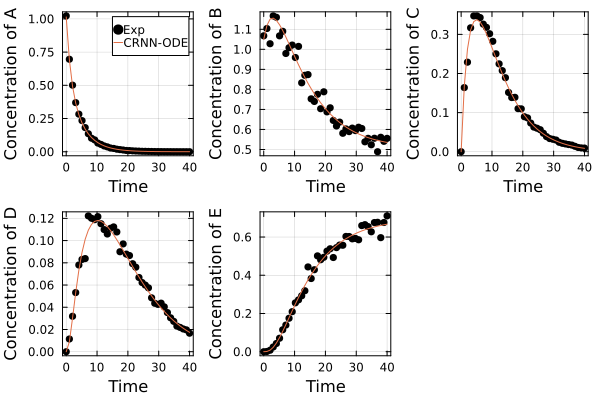 Concentration of A
1.00
0.75
0.50
0.25
0.00
0 10 20 30 40
Time
Exp
CRNN-ODE
Concentration of B
1.1
1.0
0.9
0.8
0.7
0.6
0.5
0 10 20 30 40
Time
Concentration of C
0.3
0.2
0.1
0.0
0 10 20 30 40
Time
Concentration of D
0.12
0.10
0.08
0.06
0.04
0.02
0.00
0 10 20 30 40
Time
Concentration of E
0.6
0.4
0.2
0.0
0 10 20 30 40
Time